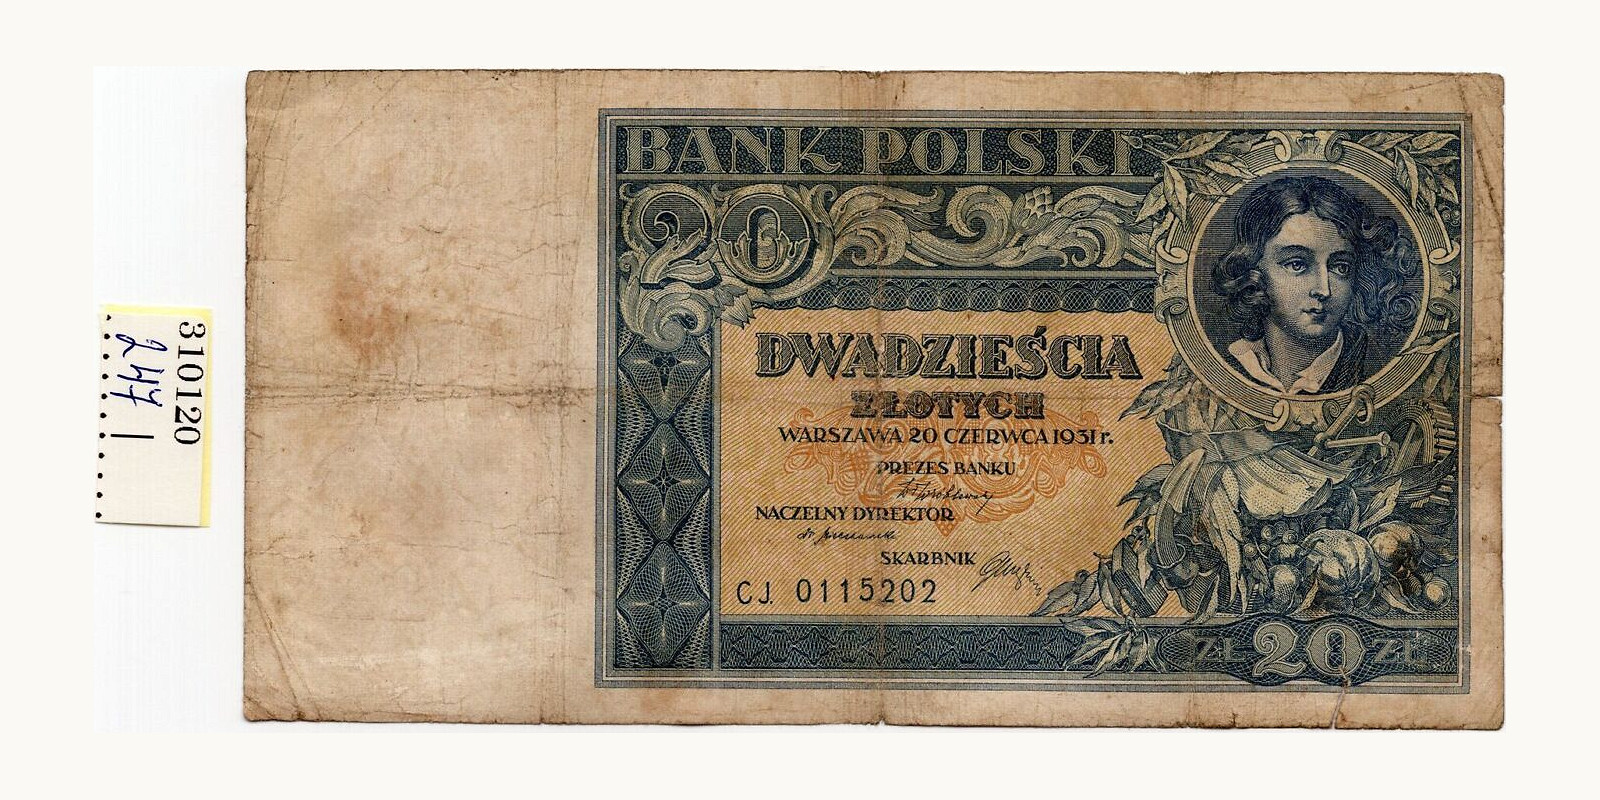 BANK POLSKI
20
DWADZIEŚCIA
ZŁOTYCH
WARSZAWA 20 CZERWCA 1931 r.
PREZES BANKU
NACZELNY DYREKTOR
SKARBNIK
CJ. 0115202
ZŁ 20 ZŁ
310120